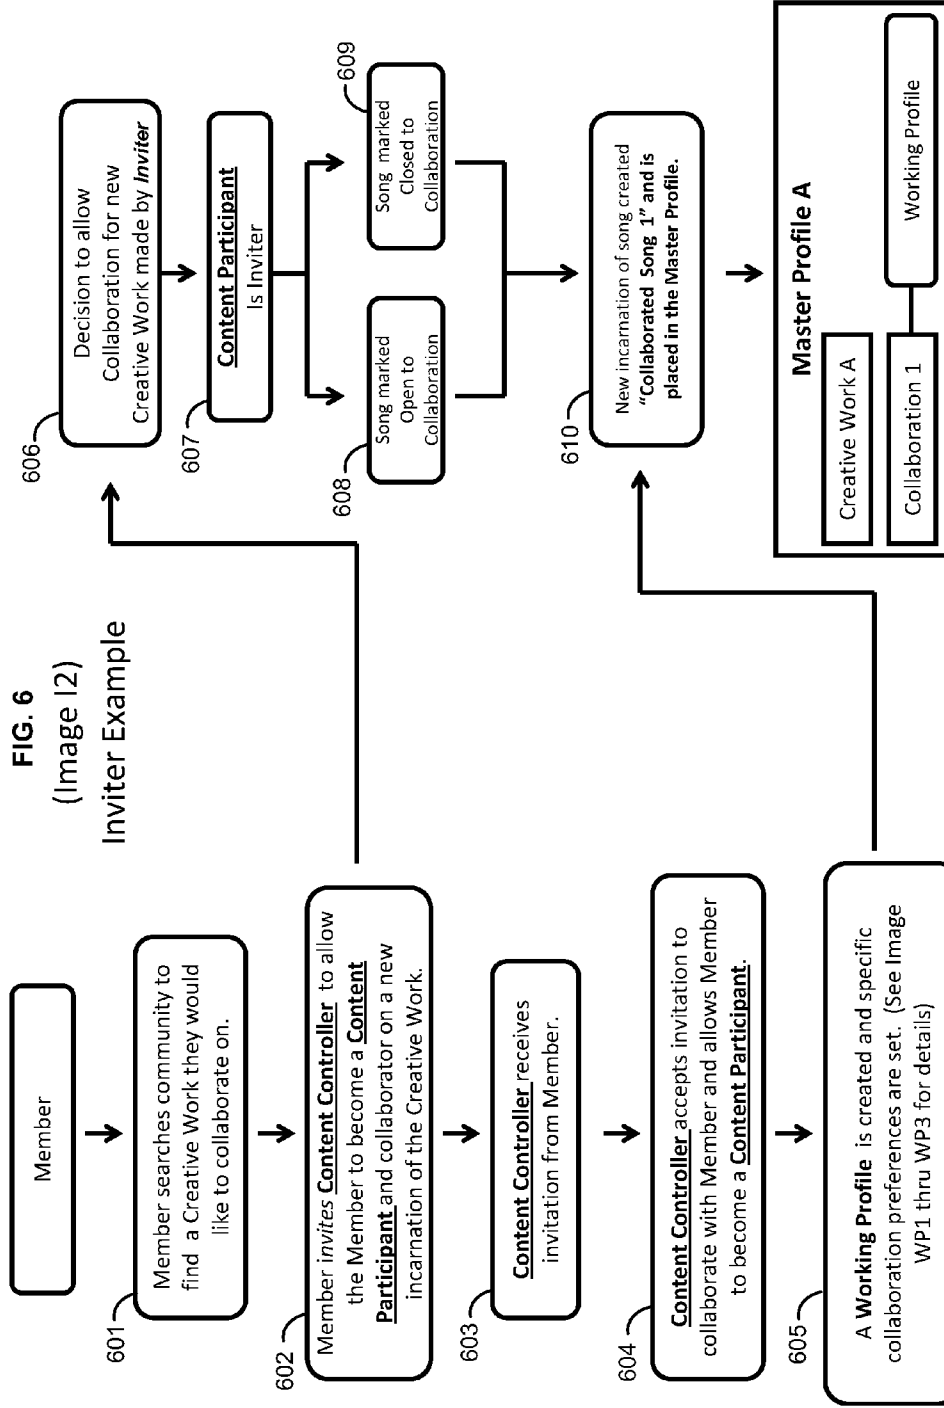 FIG. 6
(Image I2)
Inviter Example
Member
601
Member searches community to
find a Creative Work they would
like to collaborate on.
602
Member invites Content Controller to allow
the Member to become a Content
Participant and collaborator on a new
incarnation of the Creative Work.
603
Content Controller receives
invitation from Member.
604
Content Controller accepts invitation to
collaborate with Member and allows Member
to become a Content Participant.
605
A Working Profile is created and specific
collaboration preferences are set. (See Image
WP1 thru WP3 for details)
606
Decision to allow
Collaboration for new
Creative Work made by Inviter
607
Content Participant
Is Inviter
608
Song marked
Open to
Collaboration
609
Song marked
Closed to
Collaboration
610
New incarnation of song created
“Collaborated Song 1” and is
placed in the Master Profile.
Master Profile A
Creative Work A
Collaboration 1
Working Profile